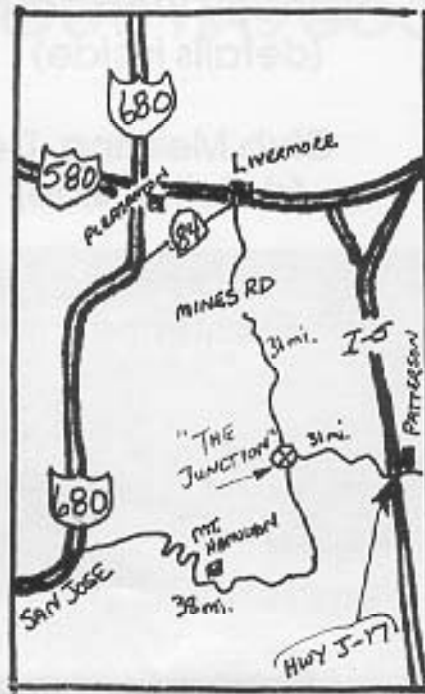 680
580
LIVERMORE
PLEASANTON
84
MINES RD
31 mi.
I-5
PATTERSON
"THE
JUNCTION"
31 mi.
680
MT.
HAMILTON
SAN JOSE
38 mi.
HWY J-17